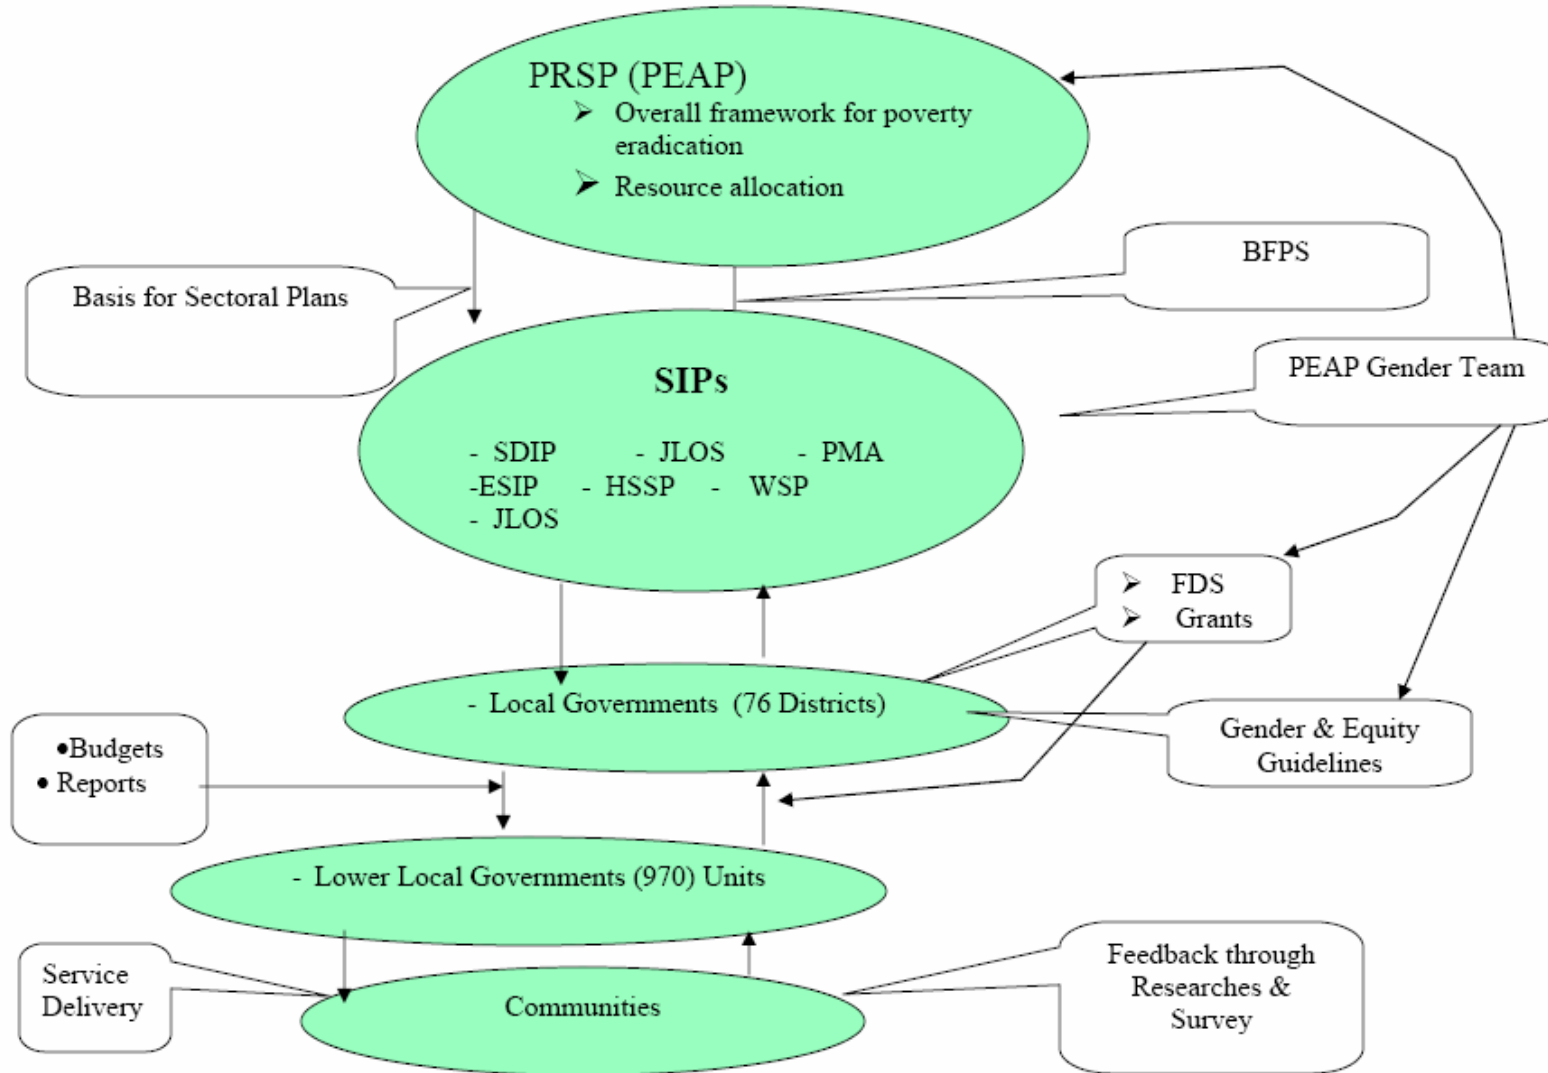 PRSP (PEAP)
➢ Overall framework for poverty
eradication
➢ Resource allocation
BFPS
Basis for Sectoral Plans
PEAP Gender Team
SIPs
- SDIP - JLOS - PMA
-ESIP - HSSP - WSP
- JLOS
➢ FDS
➢ Grants
- Local Governments (76 Districts)
Gender & Equity
Guidelines
•Budgets
• Reports
- Lower Local Governments (970) Units
Service
Delivery
Communities
Feedback through
Researches &
Survey